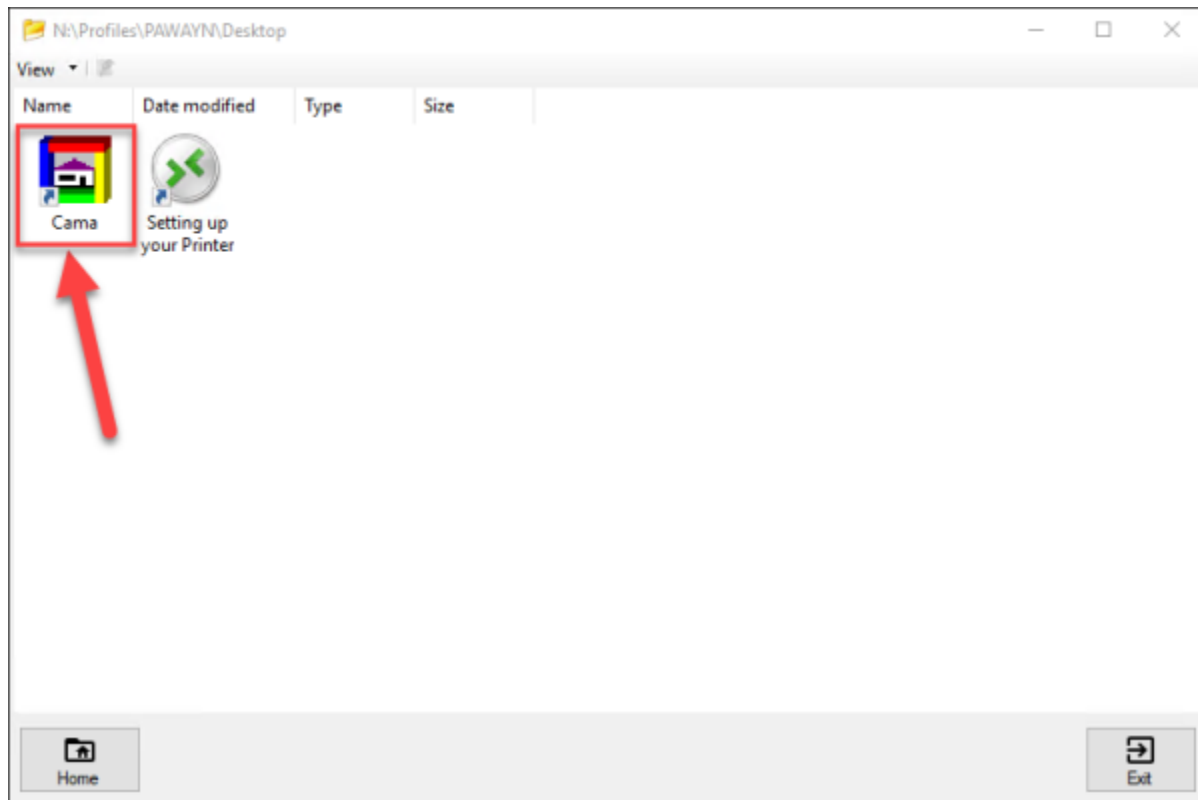 N:\Profiles\PAWAYN\Desktop
View
Name Date modified Type Size
Cama
Setting up
your Printer
Home
Exit